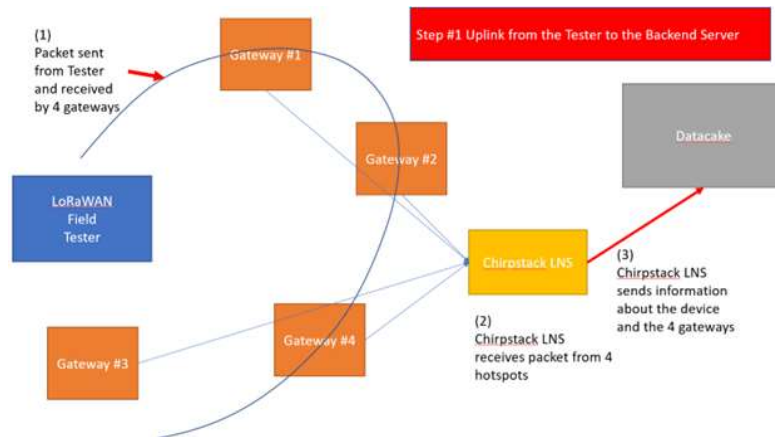 (1)
Packet sent
from Tester
and received
by 4 gateways
Gateway #1
Step #1 Uplink from the Tester to the Backend Server
Datacake
Gateway #2
LoRaWAN
Field
Tester
Chirpstack LNS
(3)
Chirpstack LNS
sends information
about the device
and the 4 gateways
(2)
Chirpstack LNS
receives packet from 4
hotspots
Gateway #4
Gateway #3